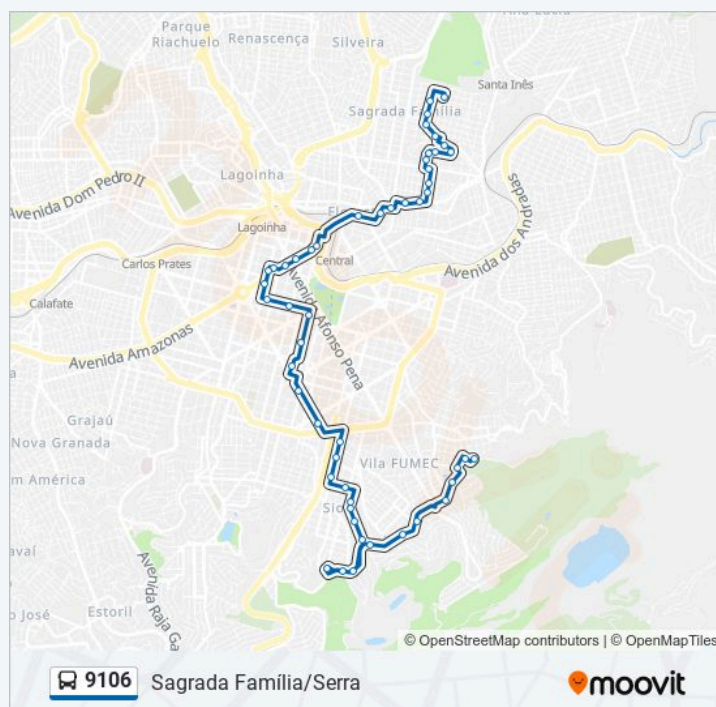 Parque
Riachuelo
Renascença
Silveira
Santa Inês
Sagrada Família
Avenida Dom Pedro II
Lagoinha
Lagoinha
Central
Carlos Prates
Avenida dos Andradas
Calafate
Avenida Afonso Pena
Avenida Amazonas
Grajaú
Nova Granada
Vila FUMEC
m América
Sio
vaí
Avenida Raja Ga
o José
Estoril
© OpenStreetMap contributors | © OpenMapTiles
9106 Sagrada Família/Serra
moovit